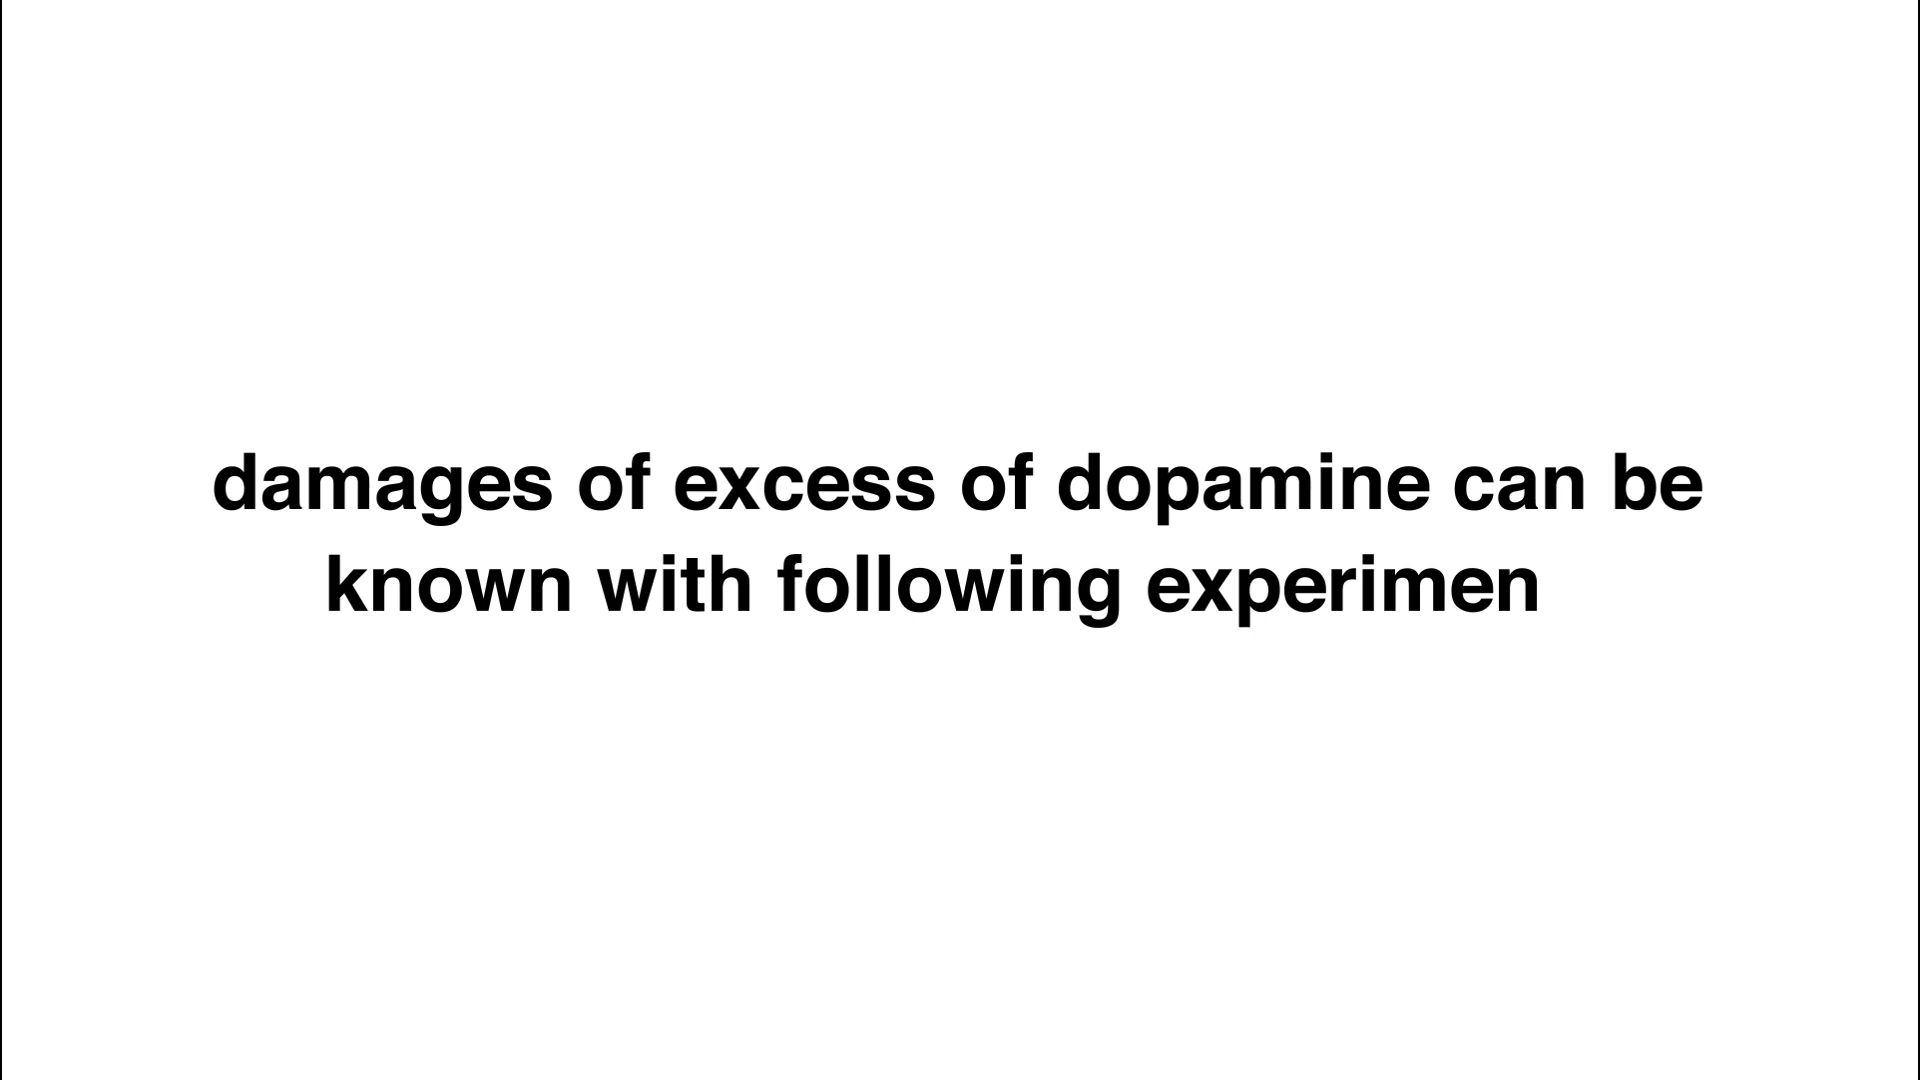 damages of excess of dopamine can be
known with following experimen